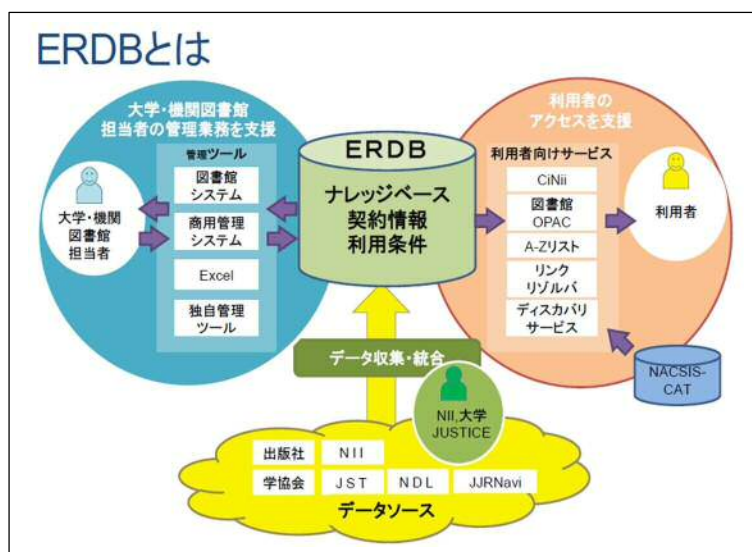 ERDBとは
大学・機関図書館
担当者の管理業務を支援
利用者の
アクセスを支援
管理ツール
図書館
システム
商用管理
システム
Excel
独自管理
ツール
大学・機関
図書館
担当者
ERDB
ナレッジベース
契約情報
利用条件
利用者向けサービス
CiNii
図書館
OPAC
A-Zリスト
リンク
リゾルバ
ディスカバリ
サービス
利用者
NACSIS-
CAT
データ収集・統合
NII,大学
JUSTICE
出版社
NII
学協会
JST
NDL
JJRNavi
データソース